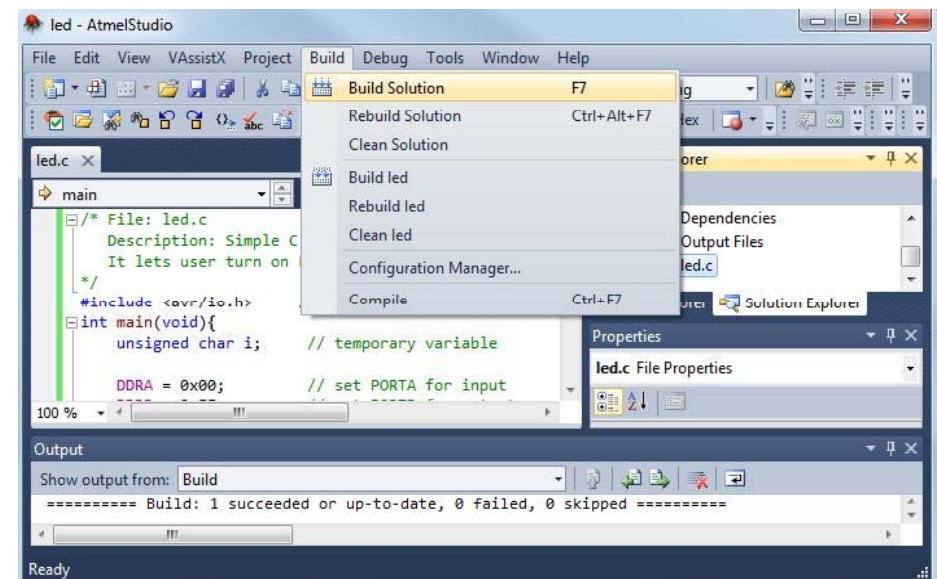 led - AtmelStudio
File Edit View VAssistX Project Build Debug Tools Window Help
Build Solution F7
Rebuild Solution Ctrl+Alt+F7
Clean Solution
Build led
Rebuild led
Clean led
Configuration Manager...
Compile Ctrl+F7
led.c
main
/* File: led.c
Description: Simple C
It lets user turn on
*/
#include <avr/io.h>
int main(void){
unsigned char i; // temporary variable
DDRA = 0x00; // set PORTA for input
100 %
Dependencies
Output Files
led.c
Solution Explorer
Properties
led.c File Properties
Output
Show output from: Build
========== Build: 1 succeeded or up-to-date, 0 failed, 0 skipped ==========
Ready